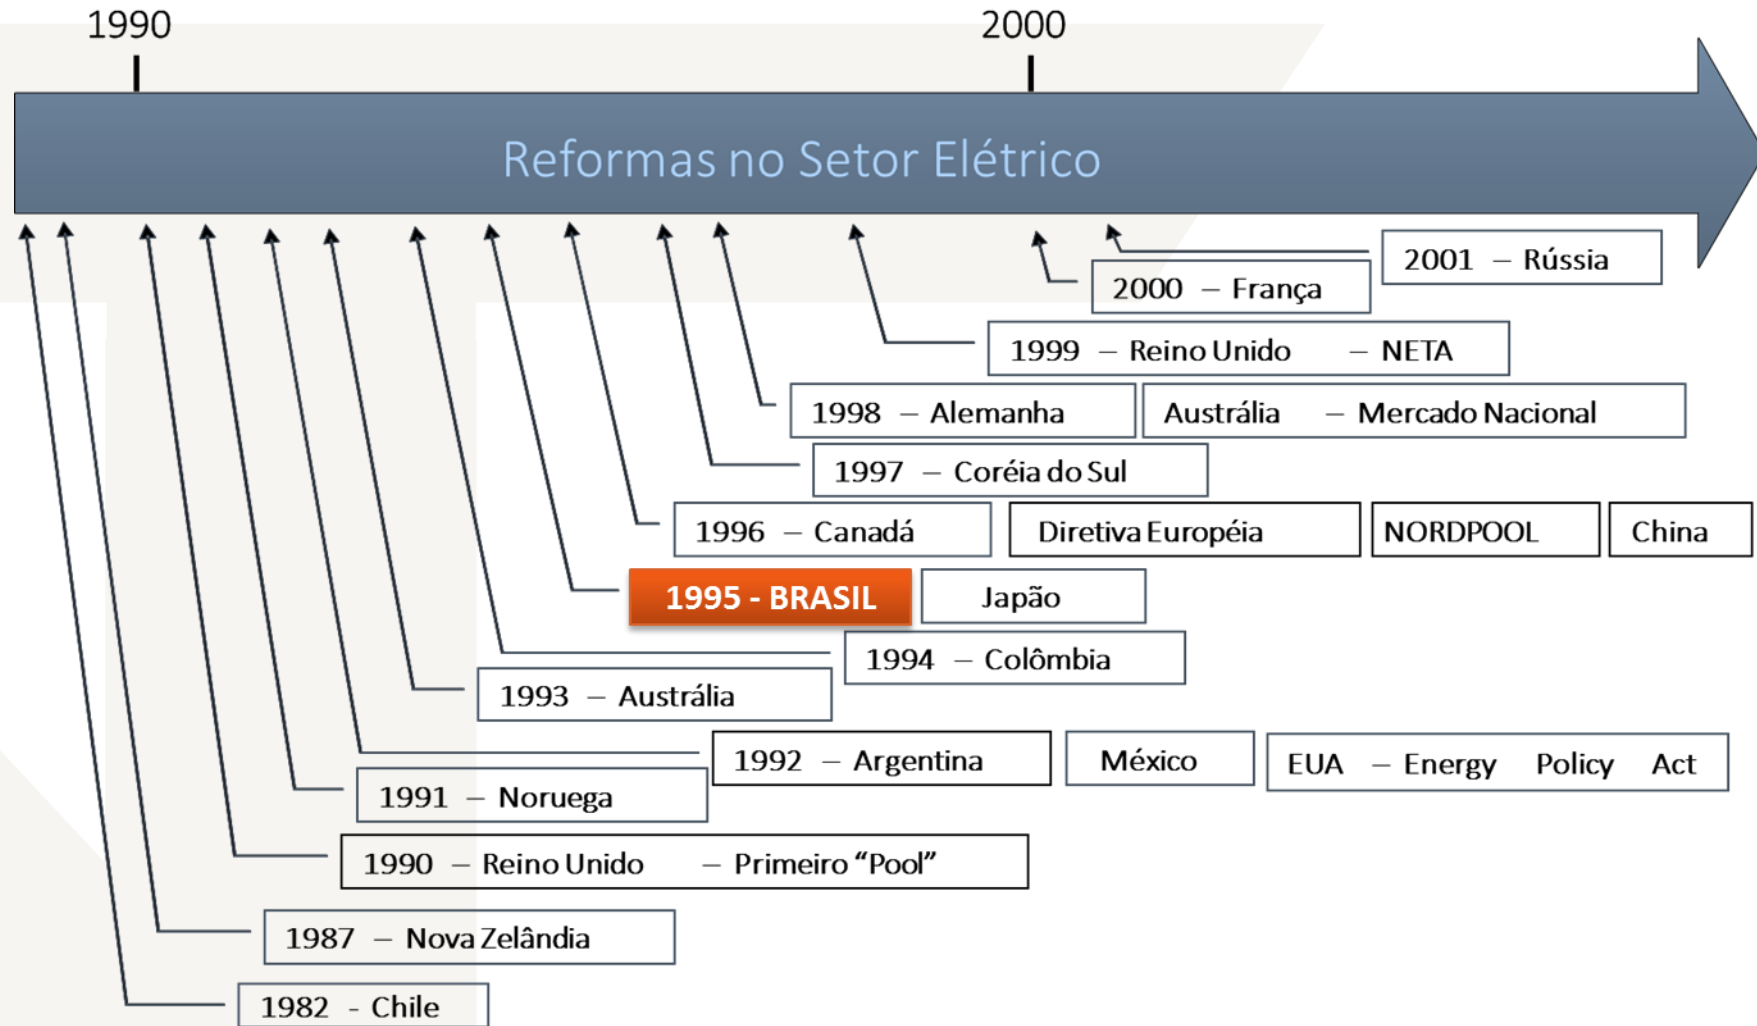 1990 2000
Reformas no Setor Elétrico
2001 – Rússia
2000 – França
1999 – Reino Unido – NETA
1998 – Alemanha Austrália – Mercado Nacional
1997 – Coréia do Sul
1996 – Canadá Diretiva Européia NORDPOOL China
1995 - BRASIL Japão
1994 – Colômbia
1993 – Austrália
1992 – Argentina México EUA – Energy Policy Act
1991 – Noruega
1990 – Reino Unido – Primeiro “Pool”
1987 – Nova Zelândia
1982 - Chile